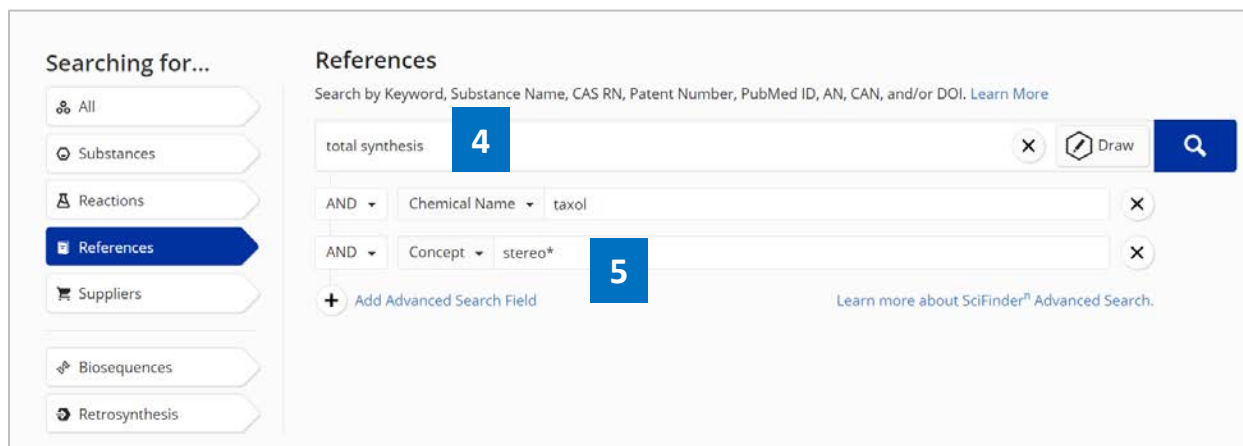 Searching for...
All
Substances
Reactions
References
Suppliers
Biosequences
Retrosynthesis
References
Search by Keyword, Substance Name, CAS RN, Patent Number, PubMed ID, AN, CAN, and/or DOI. Learn More
total synthesis 4 Draw
AND Chemical Name taxol
AND Concept stereo* 5
Add Advanced Search Field Learn more about SciFinderⁿ Advanced Search.